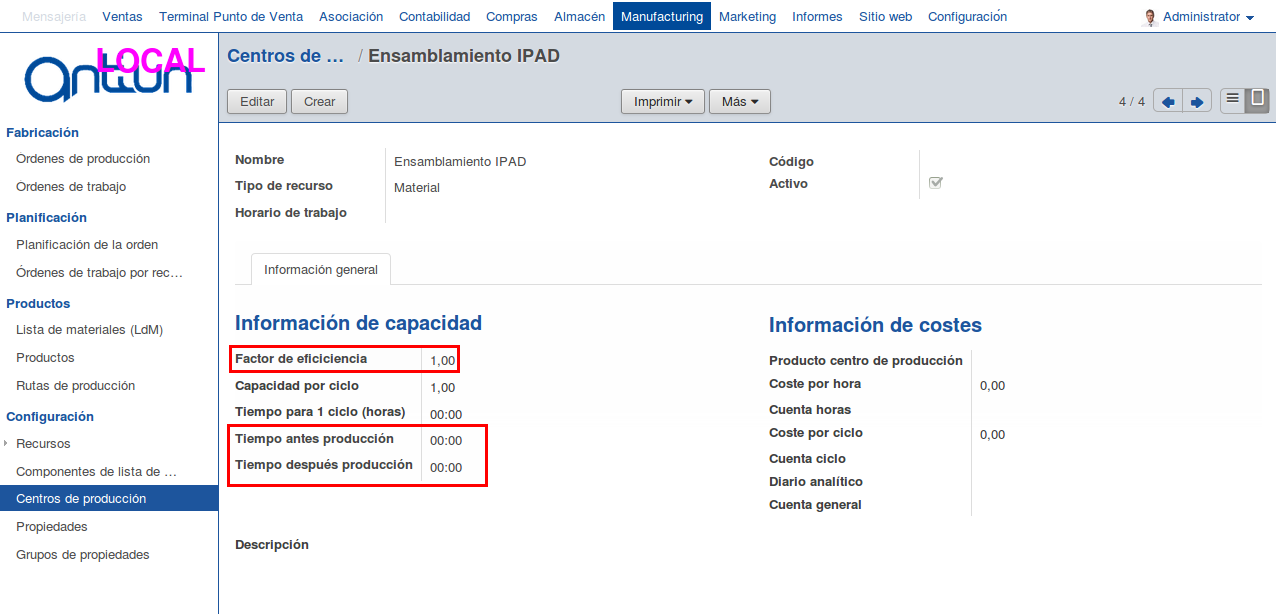 Mensajería Ventas Terminal Punto de Venta Asociación Contabilidad Compras Almacén Manufacturing Marketing Informes Sitio web Configuración Administrator
antiun LOCAL
Centros de ... / Ensamblamiento IPAD
Editar Crear Imprimir Más 4 / 4
Fabricación
Órdenes de producción
Órdenes de trabajo
Planificación
Planificación de la orden
Órdenes de trabajo por rec...
Productos
Lista de materiales (LdM)
Productos
Rutas de producción
Configuración
Recursos
Componentes de lista de ...
Centros de producción
Propiedades
Grupos de propiedades
Nombre Ensamblamiento IPAD
Tipo de recurso Material
Horario de trabajo
Código
Activo
Información general
Información de capacidad
Factor de eficiciencia 1,00
Capacidad por ciclo 1,00
Tiempo para 1 ciclo (horas) 00:00
Tiempo antes producción 00:00
Tiempo después producción 00:00
Información de costes
Producto centro de producción
Coste por hora 0,00
Cuenta horas
Coste por ciclo 0,00
Cuenta ciclo
Diario analítico
Cuenta general
Descripción